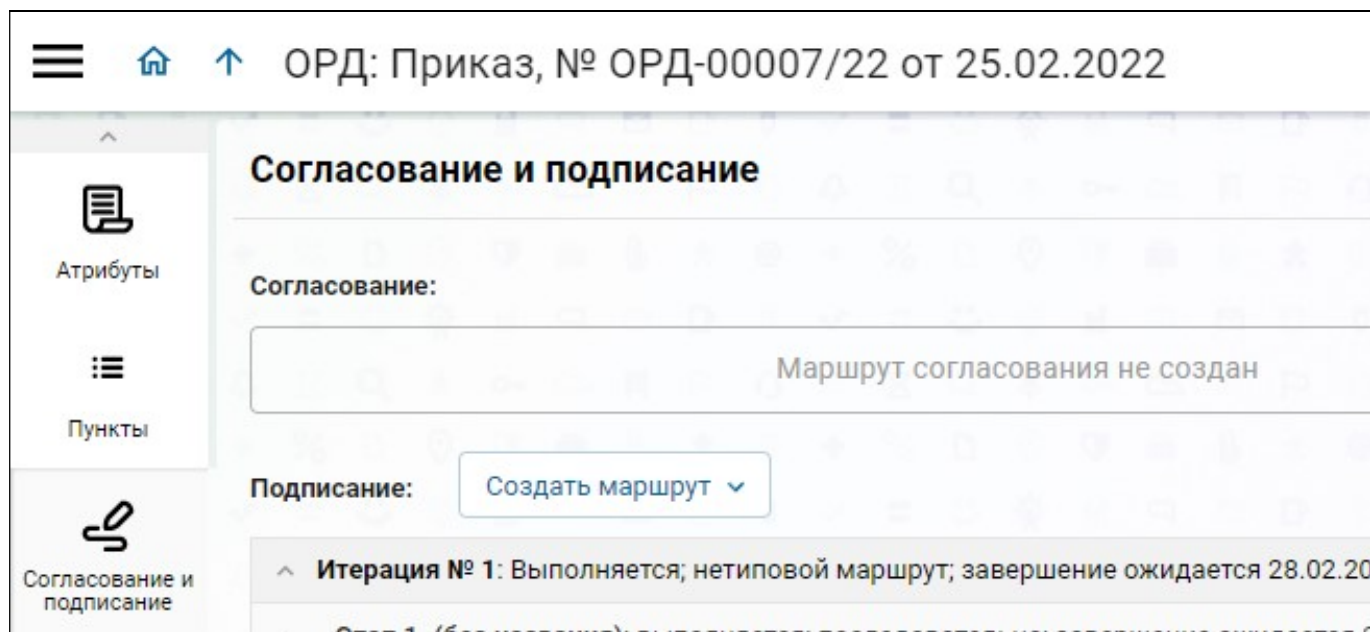 ОРД: Приказ, № ОРД-00007/22 от 25.02.2022
Согласование и подписание
Атрибуты
Согласование:
Маршрут согласования не создан
Пункты
Подписание:
Создать маршрут
Итерация № 1: Выполняется; нетиповой маршрут; завершение ожидается 28.02.20
Согласование и
подписание